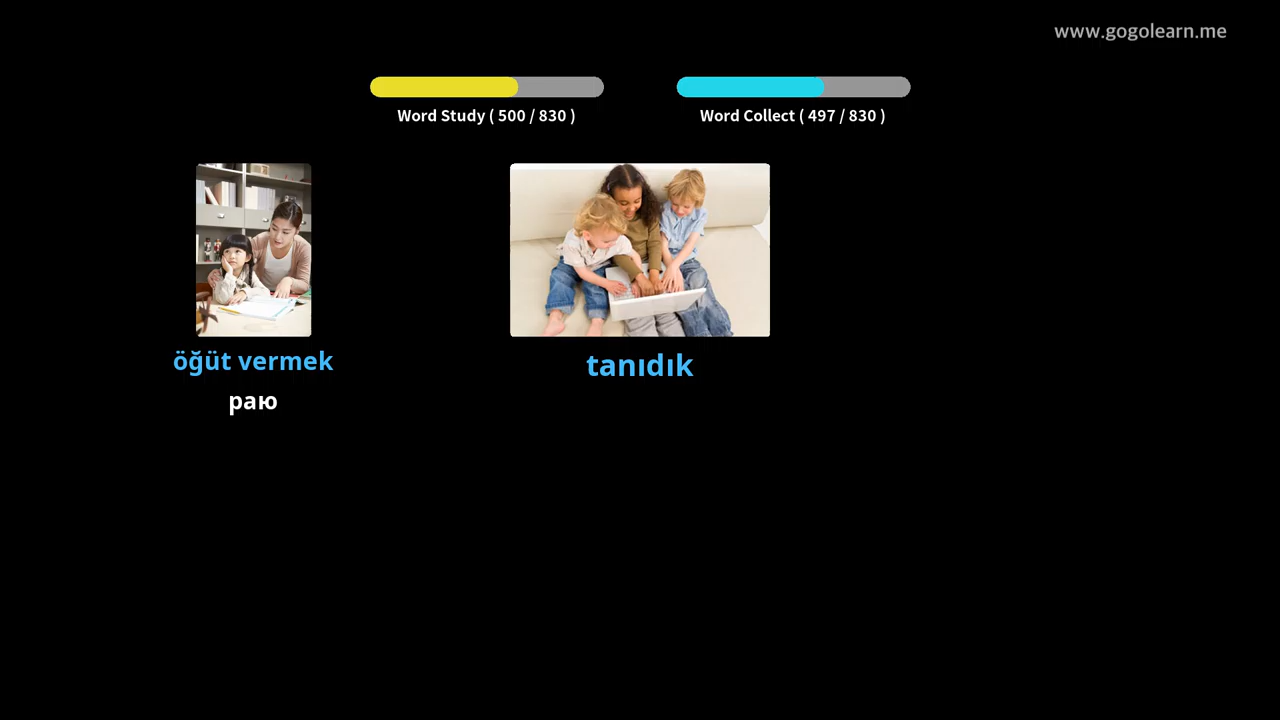 www.gogolearn.me
Word Study ( 500 / 830 )
Word Collect ( 497 / 830 )
öğüt vermek
раю
tanıdık